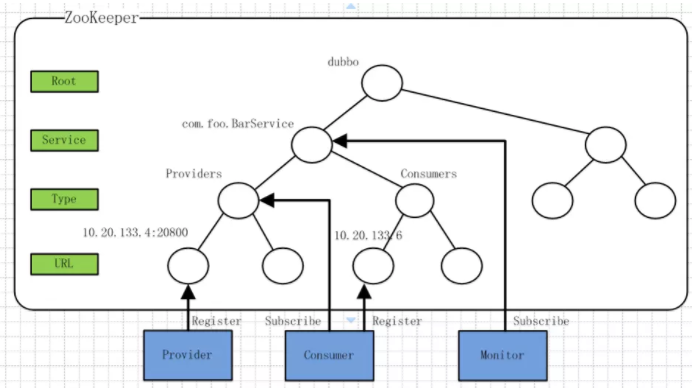 ZooKeeper
dubbo
Root
com.foo.BarService
Service
Providers
Consumers
Type
10.20.133.4:20800
10.20.133.6
URL
Register
Subscribe
Register
Subscribe
Provider
Consumer
Monitor